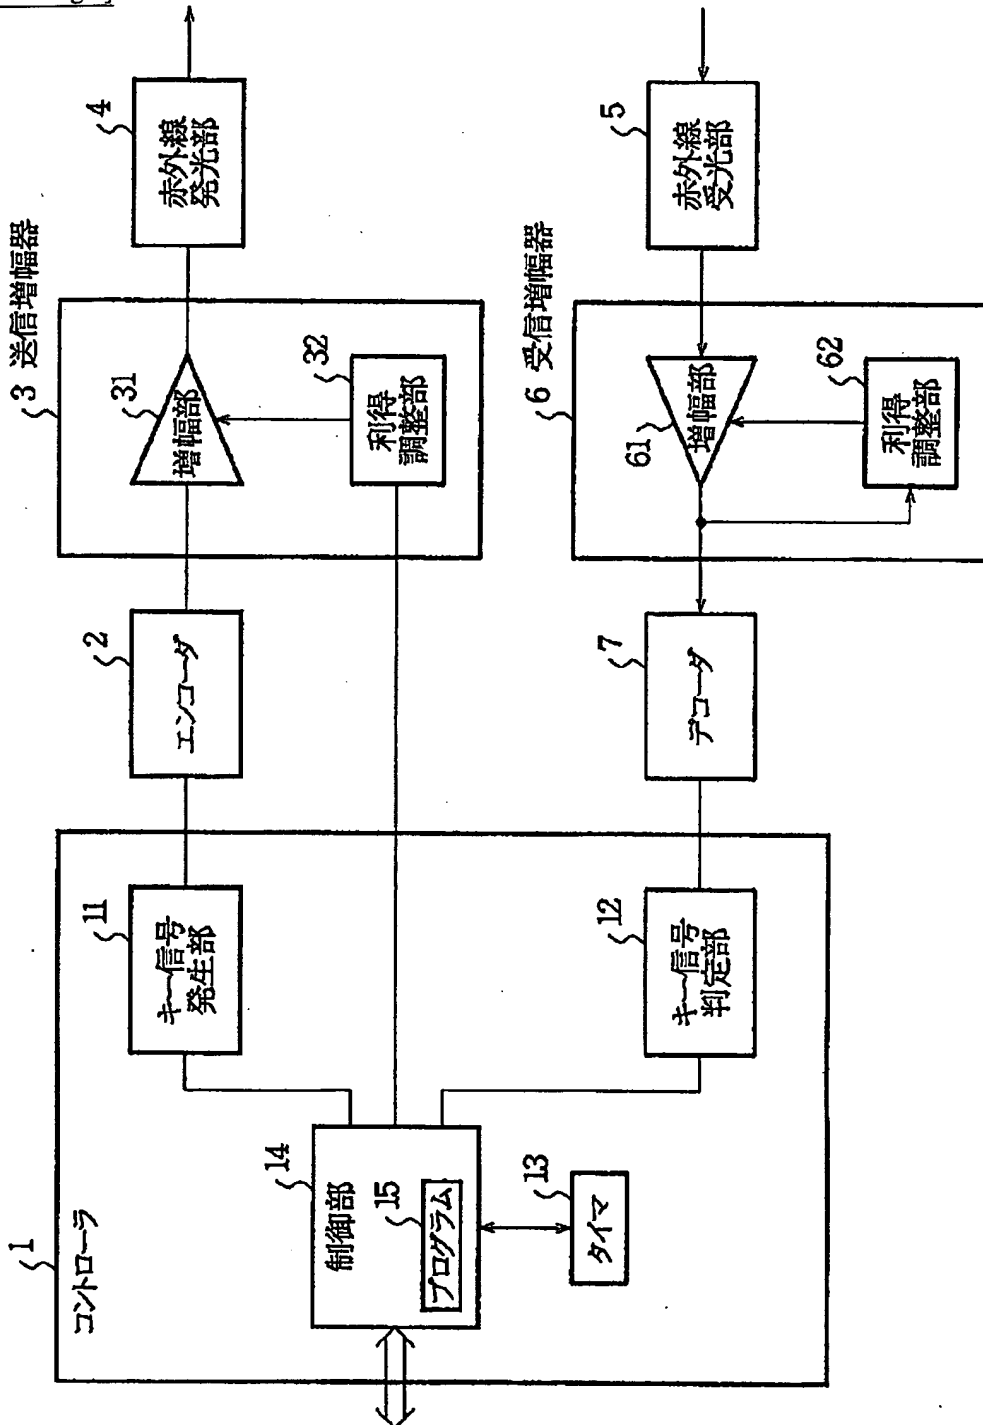 1
コントローラ
14
制御部
15
プログラム
13
タイマ
11
キー信号
発生部
12
キー信号
判定部
2
エンコーダ
7
デコーダ
3 送信増幅器
31
増幅部
32
利得
調整部
6 受信増幅器
61
増幅部
62
利得
調整部
4
赤外線
発光部
5
赤外線
受光部